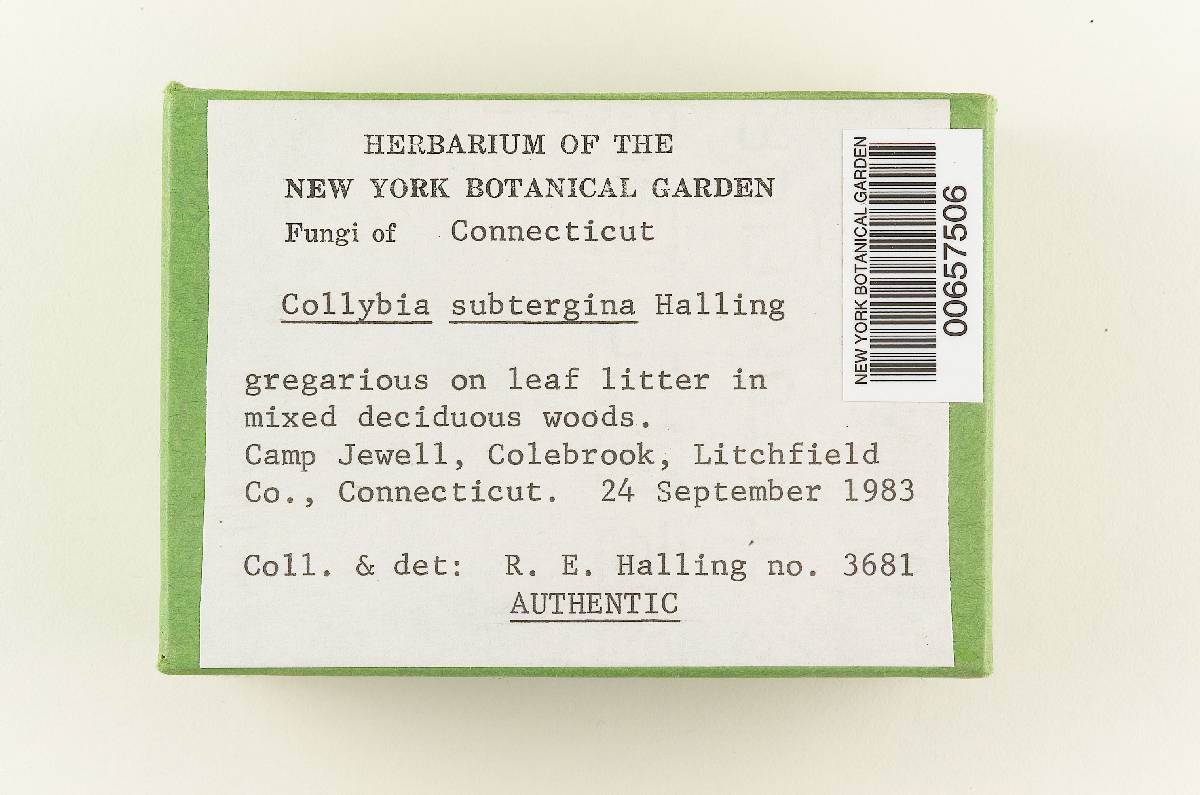 HERBARIUM OF THE
NEW YORK BOTANICAL GARDEN
Fungi of Connecticut
Collybia subtergina Halling
gregarious on leaf litter in
mixed deciduous woods.
Camp Jewell, Colebrook, Litchfield
Co., Connecticut. 24 September 1983
Coll. & det: R. E. Halling no. 3681
AUTHENTIC
NEW YORK BOTANICAL GARDEN
00657506